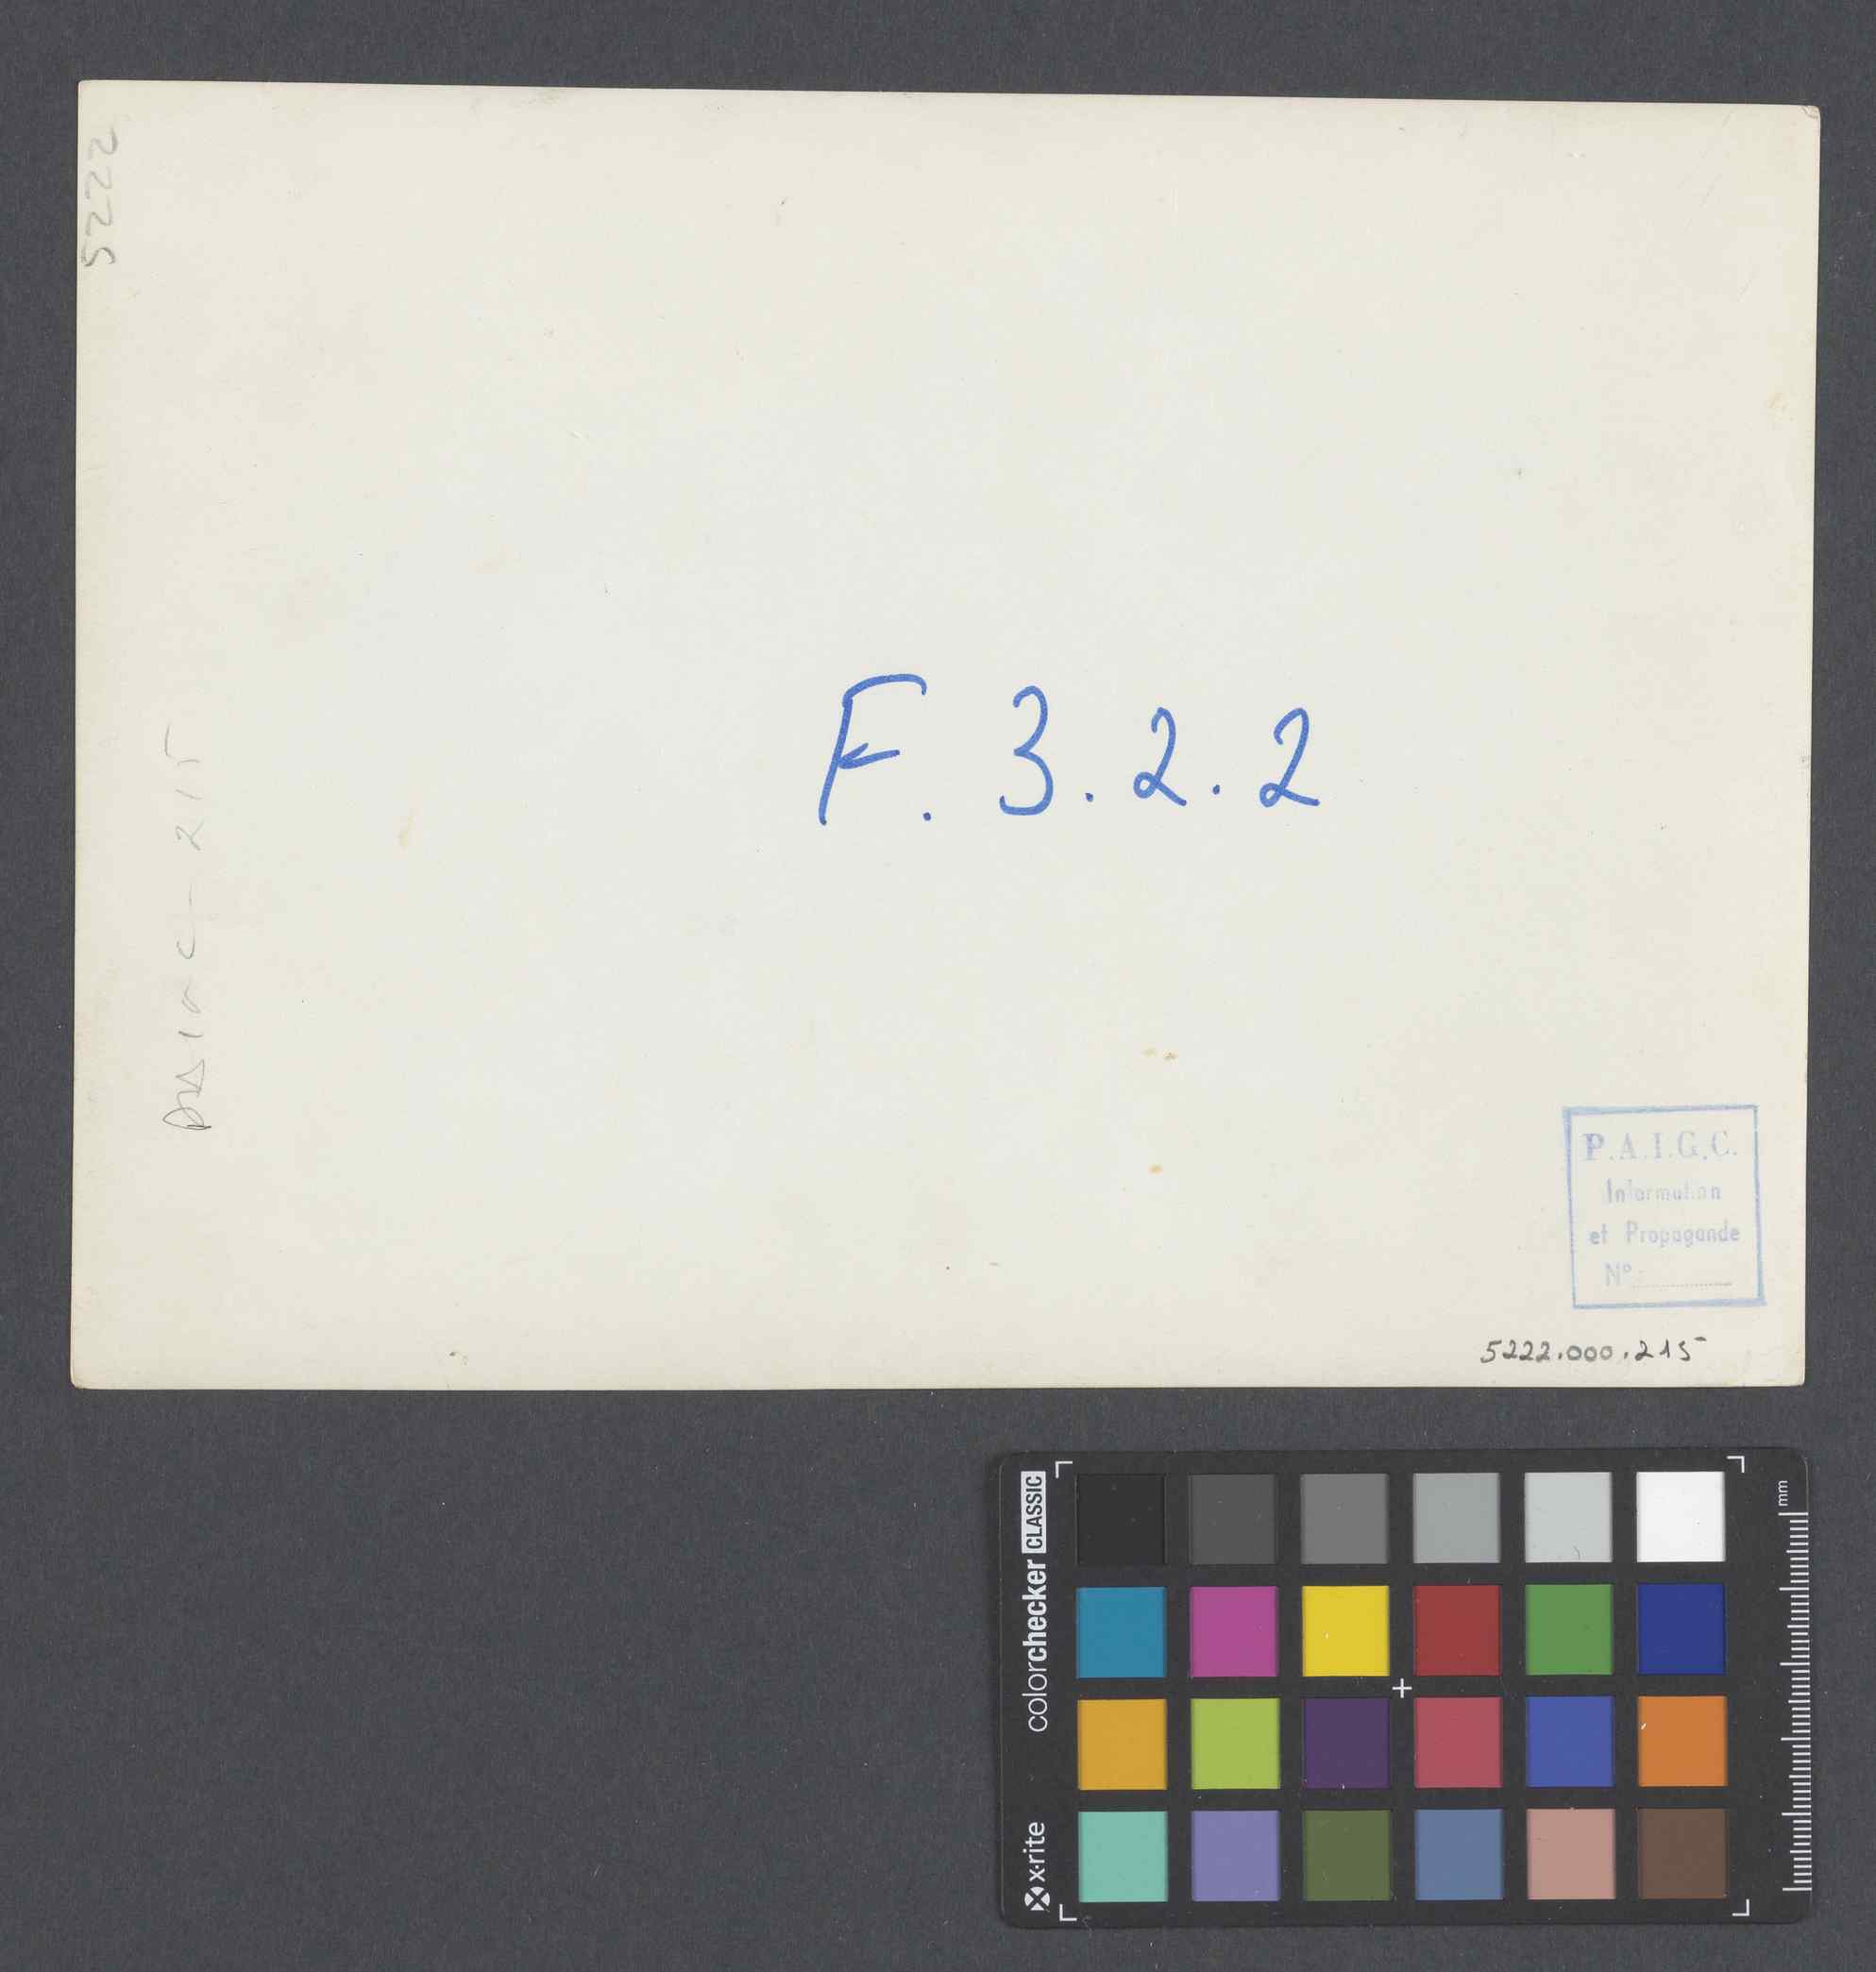 5222
F. 3.2.2
P.A.I.G.C.
Information
et Propagande
N°:
5222.000.215
colorchecker CLASSIC
x-rite
mm